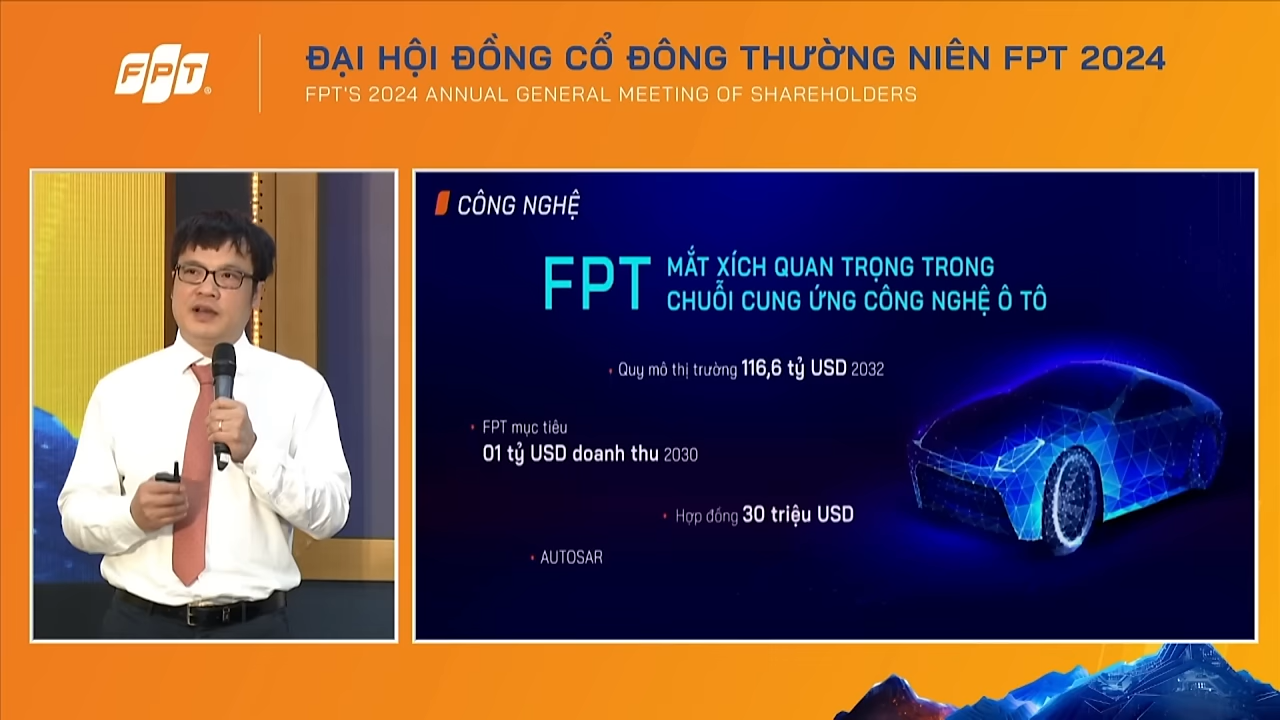 FPT®
ĐẠI HỘI ĐỒNG CỔ ĐÔNG THƯỜNG NIÊN FPT 2024
FPT'S 2024 ANNUAL GENERAL MEETING OF SHAREHOLDERS
CÔNG NGHỆ
FPT MẮT XÍCH QUAN TRỌNG TRONG
CHUỖI CUNG ỨNG CÔNG NGHỆ Ô TÔ
• Quy mô thị trường 116,6 tỷ USD 2032
• FPT mục tiêu
01 tỷ USD doanh thu 2030
• Hợp đồng 30 triệu USD
• AUTOSAR